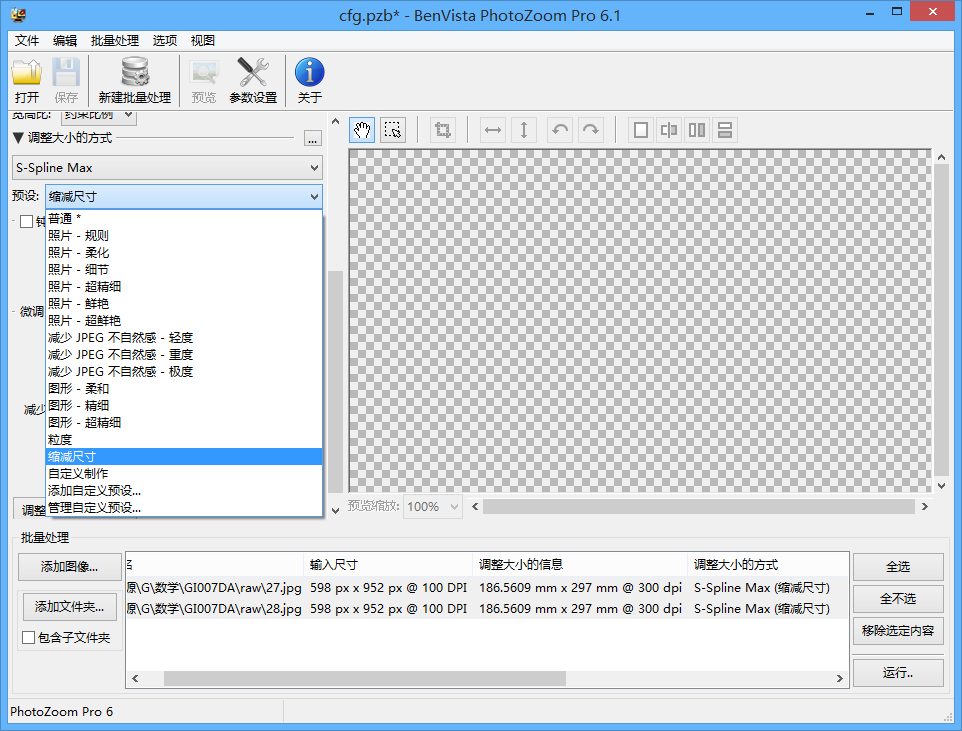 cfg.pzb* - BenVista PhotoZoom Pro 6.1
文件 编辑 批量处理 选项 视图
打开 保存 新建批量处理 预览 参数设置 关于
宽高比: 约束比例
调整大小的方式 ...
S-Spline Max
预设: 缩减尺寸
普通 *
照片 - 规则
照片 - 柔化
照片 - 细节
照片 - 超精细
照片 - 鲜艳
照片 - 超鲜艳
减少 JPEG 不自然感 - 轻度
减少 JPEG 不自然感 - 重度
减少 JPEG 不自然感 - 极度
图形 - 柔和
图形 - 精细
图形 - 超精细
粒度
缩减尺寸
自定义制作
添加自定义预设...
管理自定义预设...
微调
减少
调整
预览缩放: 100%
批量处理
添加图像...
添加文件夹...
包含子文件夹
名 输入尺寸 调整大小的信息 调整大小的方式
原\G\数学\GI007DA\raw\27.jpg 598 px x 952 px @ 100 DPI 186.5609 mm x 297 mm @ 300 dpi S-Spline Max (缩减尺寸)
原\G\数学\GI007DA\raw\28.jpg 598 px x 952 px @ 100 DPI 186.5609 mm x 297 mm @ 300 dpi S-Spline Max (缩减尺寸)
全选
全不选
移除选定内容
运行..
PhotoZoom Pro 6